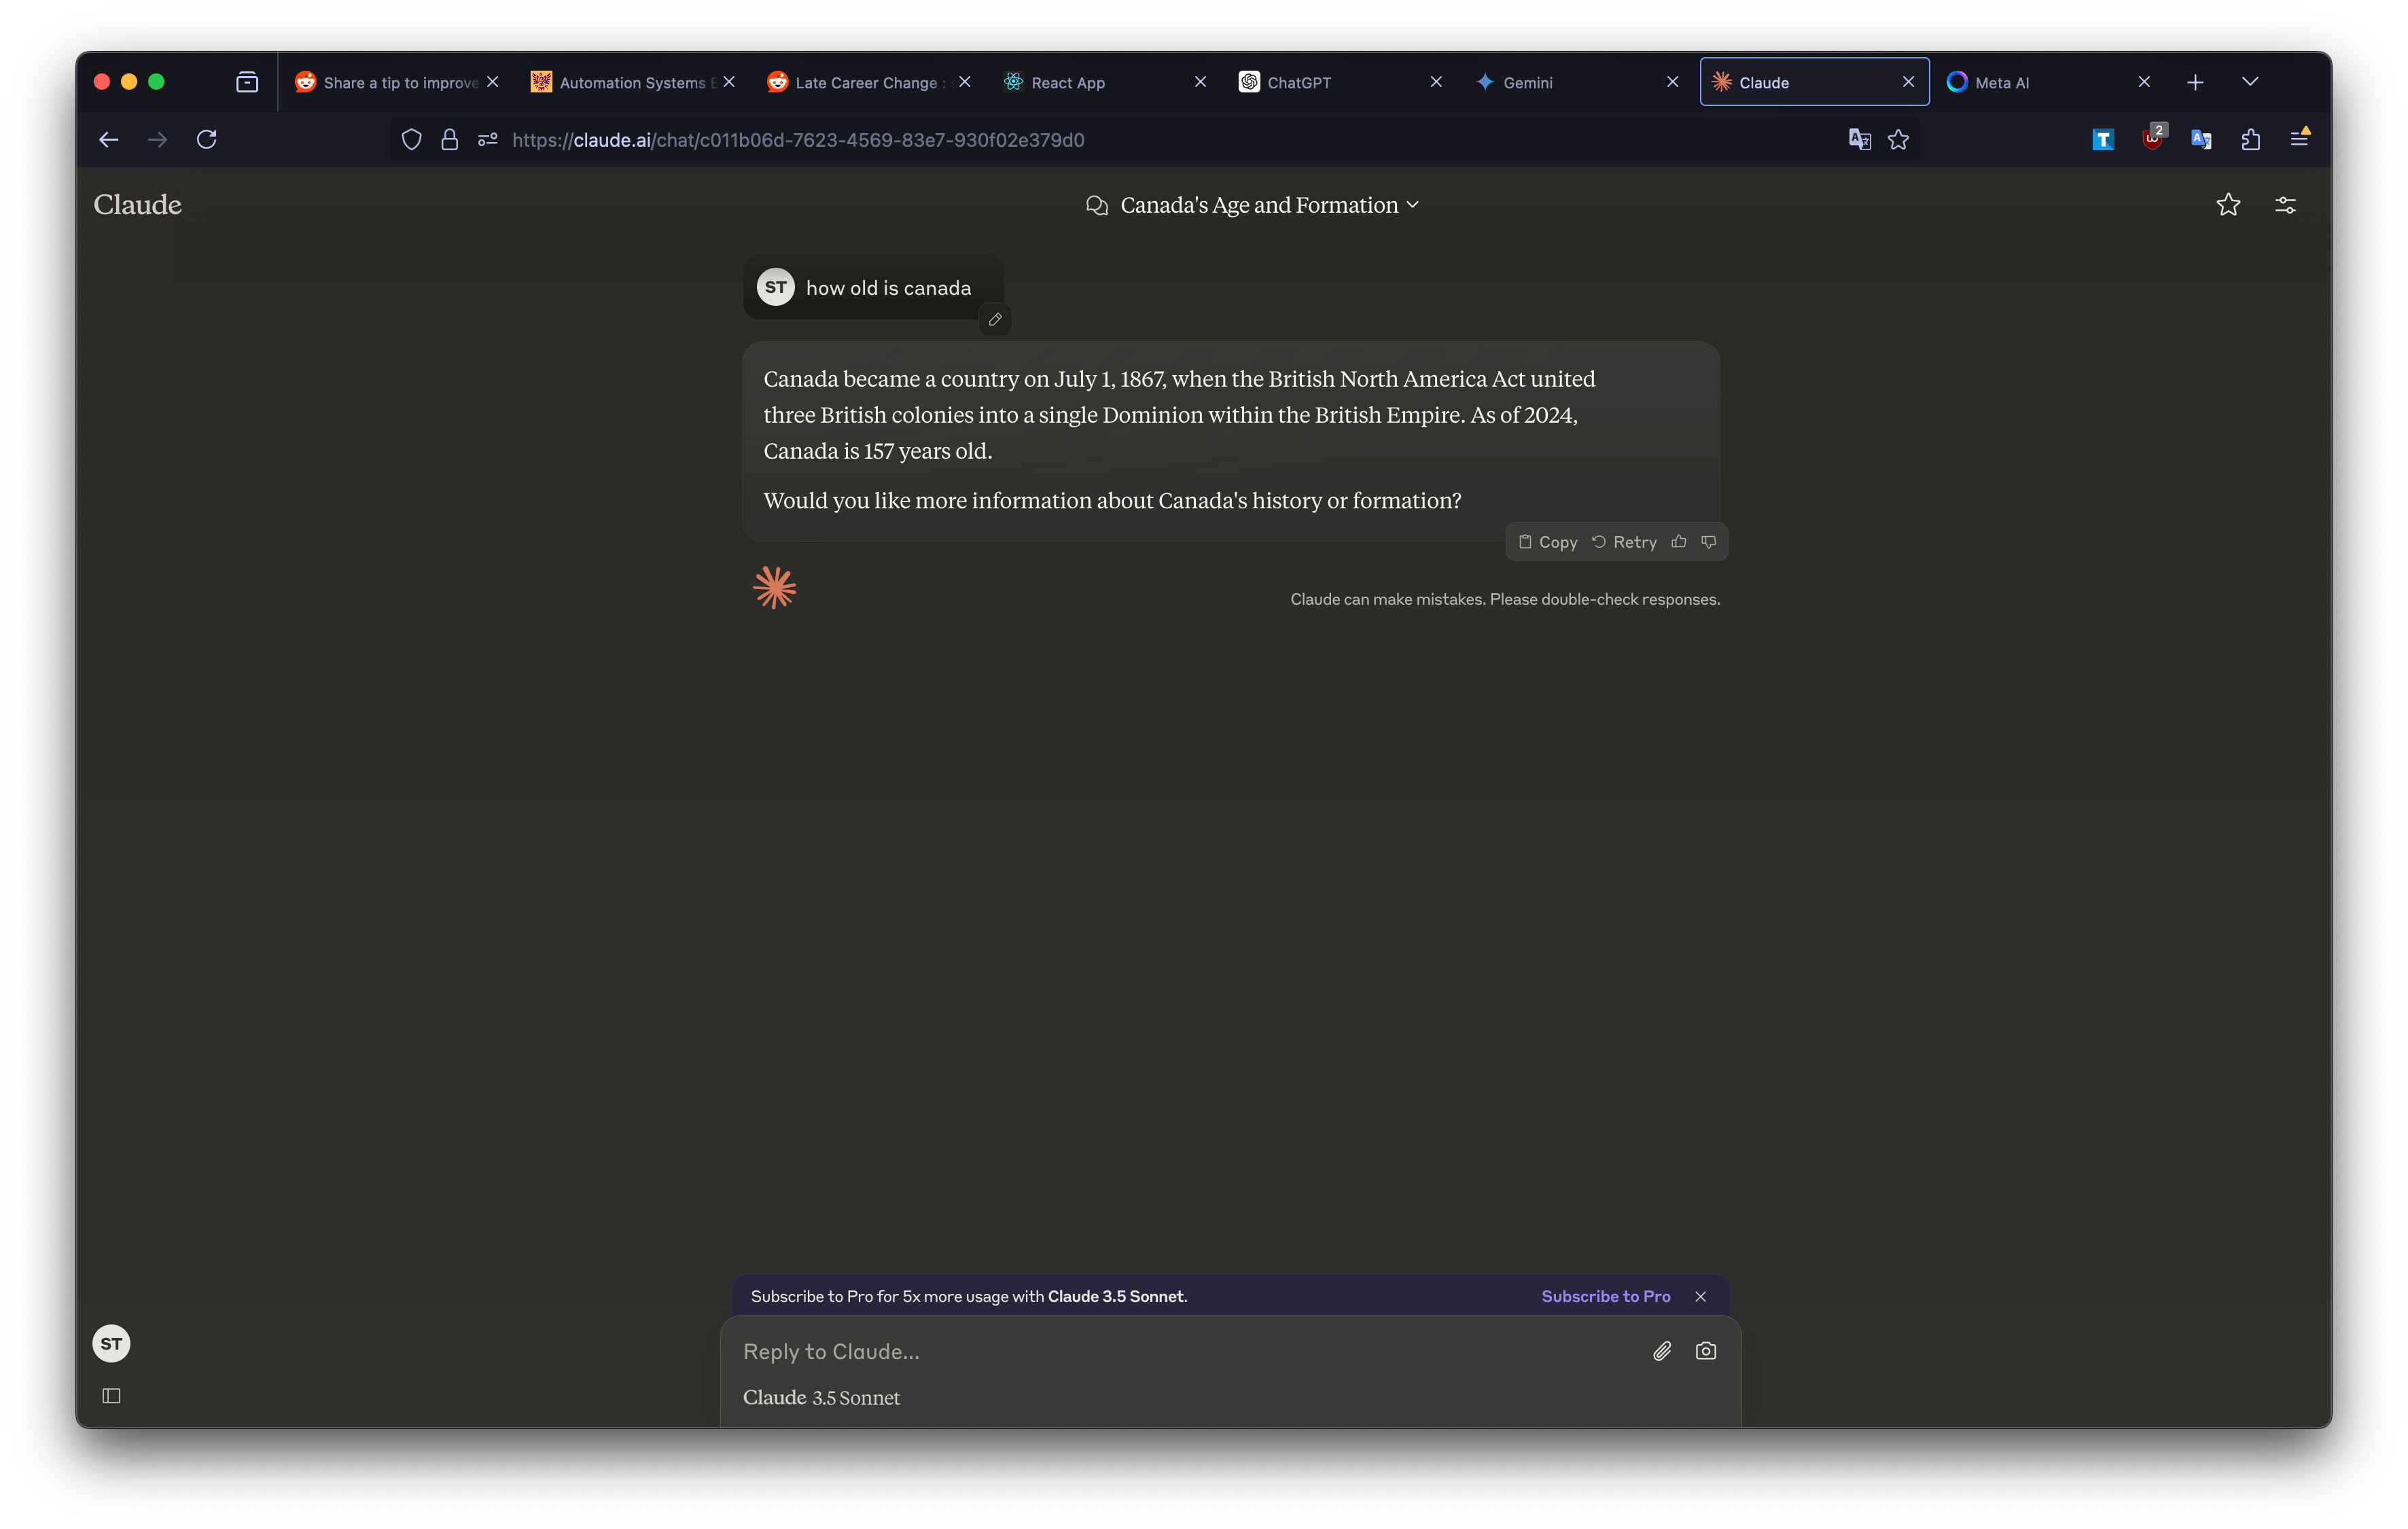 Share a tip to improve
Automation Systems E
Late Career Change :
React App
ChatGPT
Gemini
Claude
Meta AI
https://claude.ai/chat/c011b06d-7623-4569-83e7-930f02e379d0
T
2
Claude
Canada's Age and Formation
ST
how old is canada
Canada became a country on July 1, 1867, when the British North America Act united
three British colonies into a single Dominion within the British Empire. As of 2024,
Canada is 157 years old.
Would you like more information about Canada's history or formation?
Copy
Retry
Claude can make mistakes. Please double-check responses.
Subscribe to Pro for 5x more usage with Claude 3.5 Sonnet.
Subscribe to Pro
ST
Reply to Claude...
Claude 3.5 Sonnet